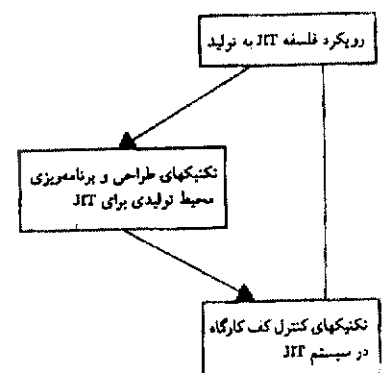 رویکرد فلسفه JIT به تولید
تکنیکهای طراحی و برنامه‌ریزی
محیط تولیدی برای JIT
تکنیکهای کنترل کف کارگاه
در سیستم JIT